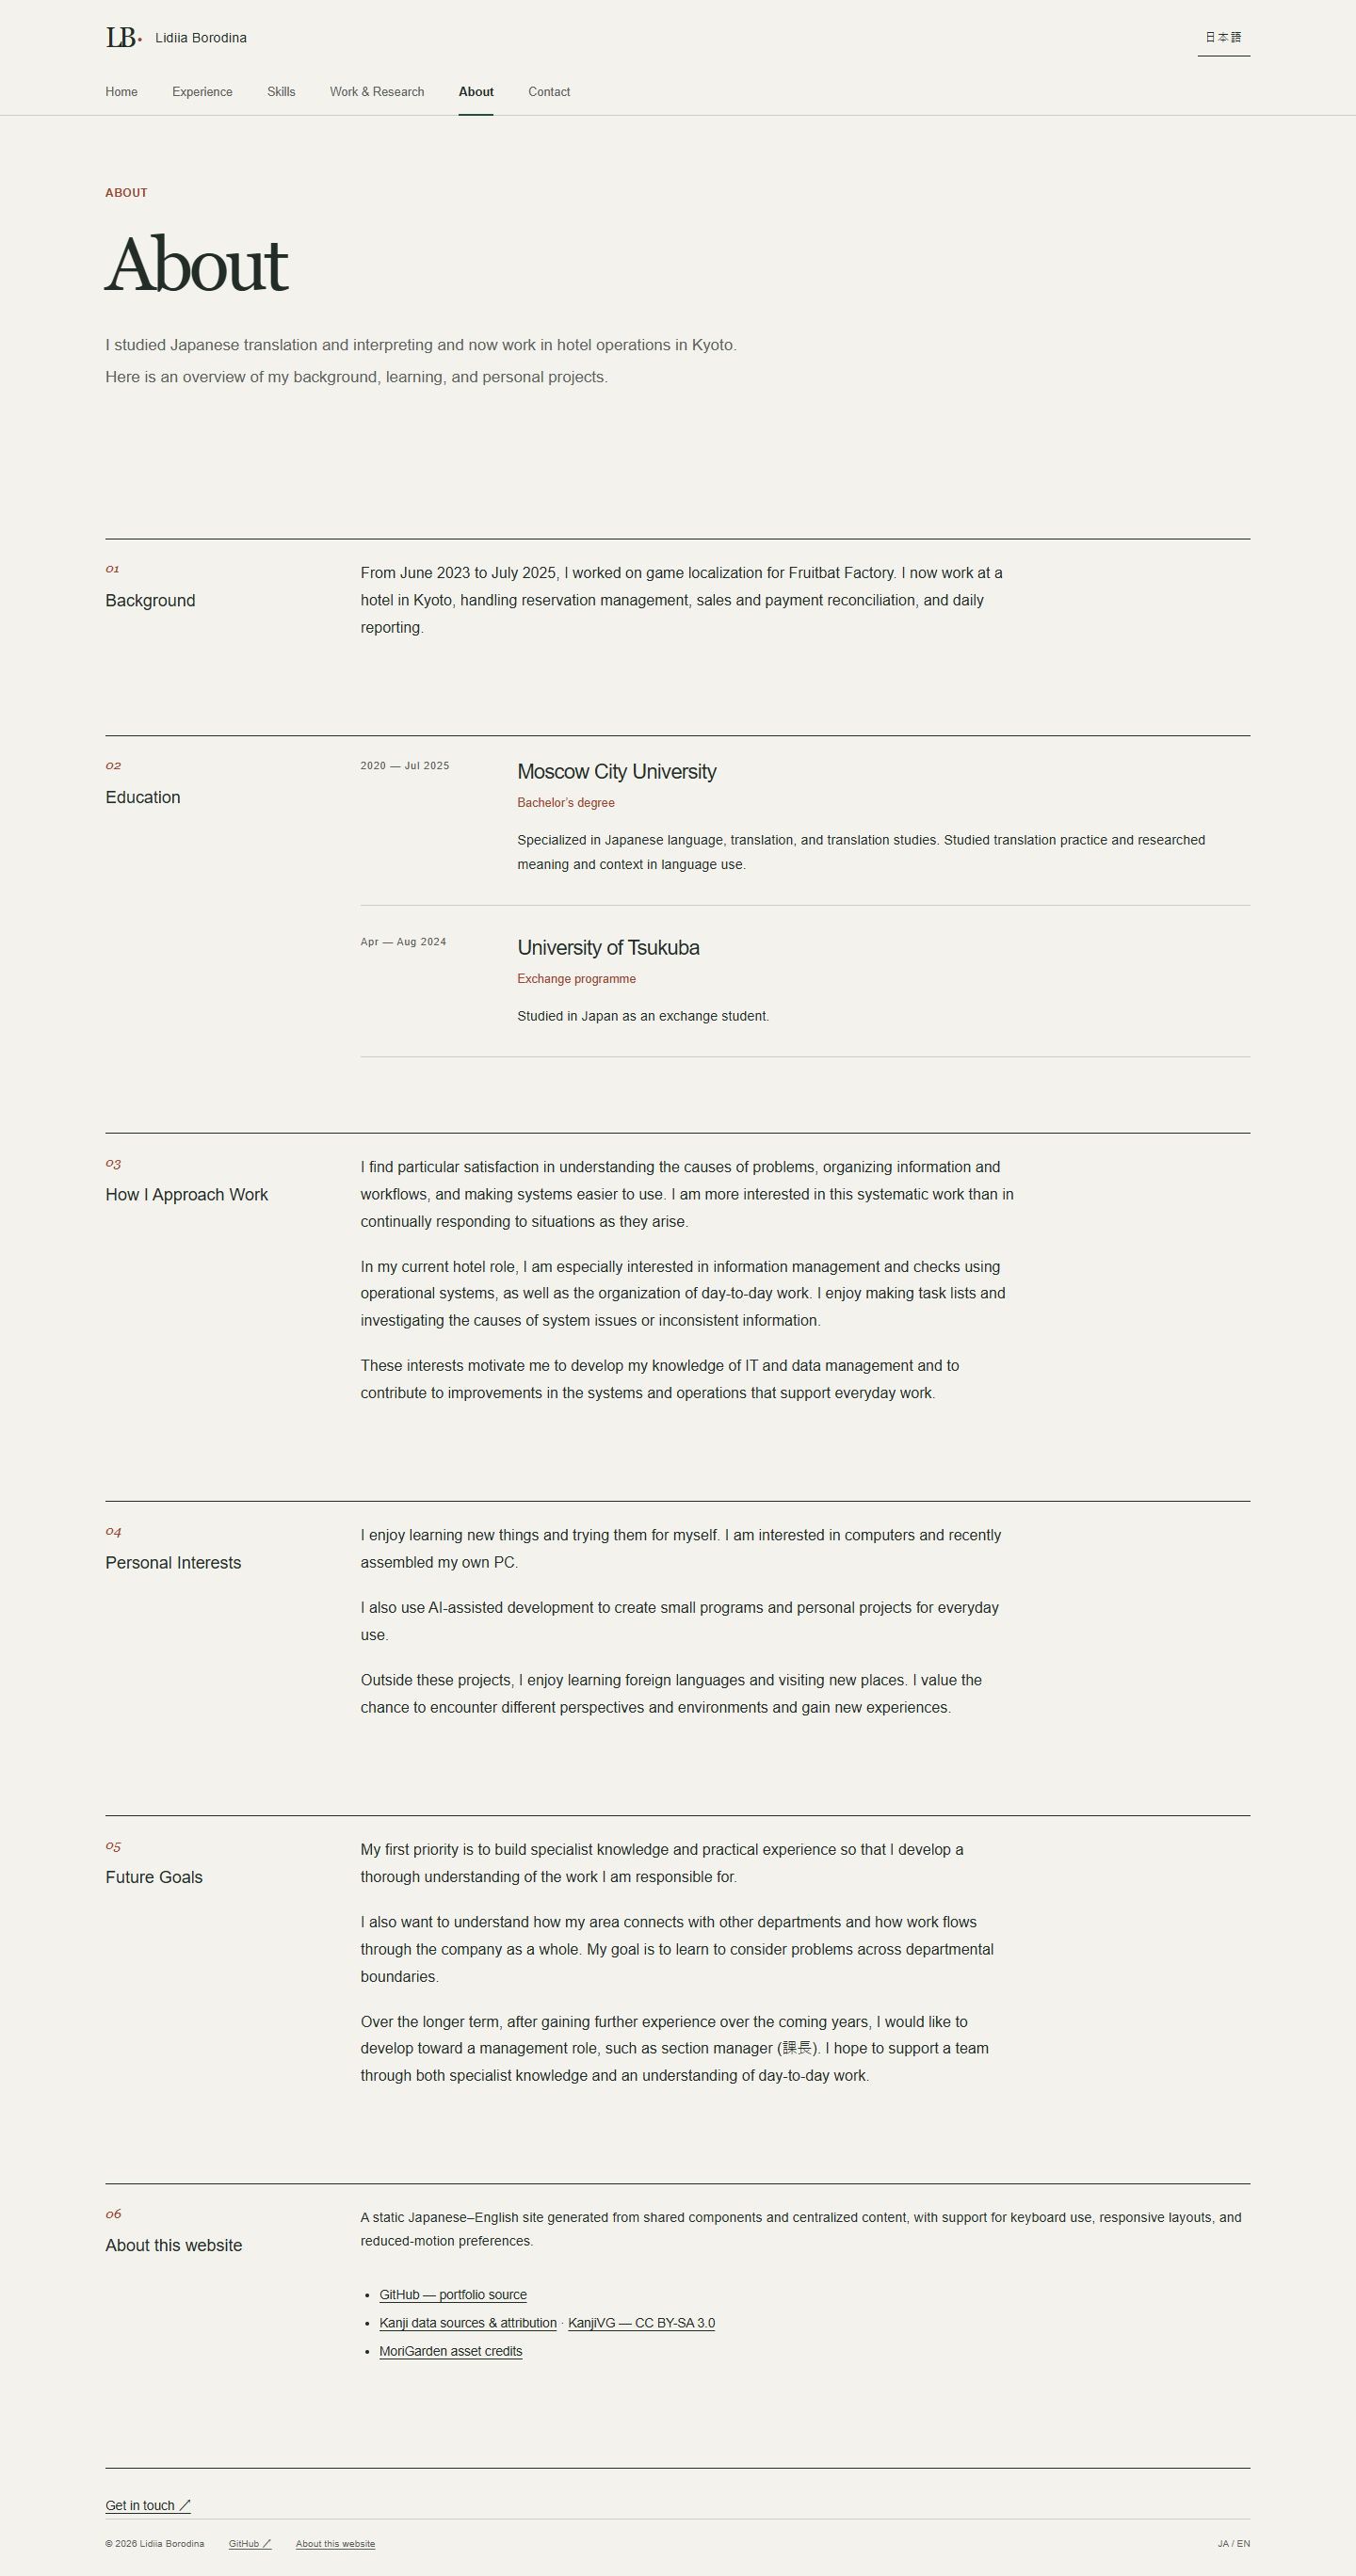 LB· Lidiia Borodina
日本語
Home Experience Skills Work & Research About Contact
ABOUT
About
I studied Japanese translation and interpreting and now work in hotel operations in Kyoto.
Here is an overview of my background, learning, and personal projects.
01
Background
From June 2023 to July 2025, I worked on game localization for Fruitbat Factory. I now work at a
hotel in Kyoto, handling reservation management, sales and payment reconciliation, and daily
reporting.
02
Education
2020 — Jul 2025
Moscow City University
Bachelor’s degree
Specialized in Japanese language, translation, and translation studies. Studied translation practice and researched
meaning and context in language use.
Apr — Aug 2024
University of Tsukuba
Exchange programme
Studied in Japan as an exchange student.
03
How I Approach Work
I find particular satisfaction in understanding the causes of problems, organizing information and
workflows, and making systems easier to use. I am more interested in this systematic work than in
continually responding to situations as they arise.
In my current hotel role, I am especially interested in information management and checks using
operational systems, as well as the organization of day-to-day work. I enjoy making task lists and
investigating the causes of system issues or inconsistent information.
These interests motivate me to develop my knowledge of IT and data management and to
contribute to improvements in the systems and operations that support everyday work.
04
Personal Interests
I enjoy learning new things and trying them for myself. I am interested in computers and recently
assembled my own PC.
I also use AI-assisted development to create small programs and personal projects for everyday
use.
Outside these projects, I enjoy learning foreign languages and visiting new places. I value the
chance to encounter different perspectives and environments and gain new experiences.
05
Future Goals
My first priority is to build specialist knowledge and practical experience so that I develop a
thorough understanding of the work I am responsible for.
I also want to understand how my area connects with other departments and how work flows
through the company as a whole. My goal is to learn to consider problems across departmental
boundaries.
Over the longer term, after gaining further experience over the coming years, I would like to
develop toward a management role, such as section manager (課長). I hope to support a team
through both specialist knowledge and an understanding of day-to-day work.
06
About this website
A static Japanese–English site generated from shared components and centralized content, with support for keyboard use, responsive layouts, and
reduced-motion preferences.
• GitHub — portfolio source
• Kanji data sources & attribution · KanjiVG — CC BY-SA 3.0
• MoriGarden asset credits
Get in touch ↗
© 2026 Lidiia Borodina GitHub ↗ About this website JA / EN